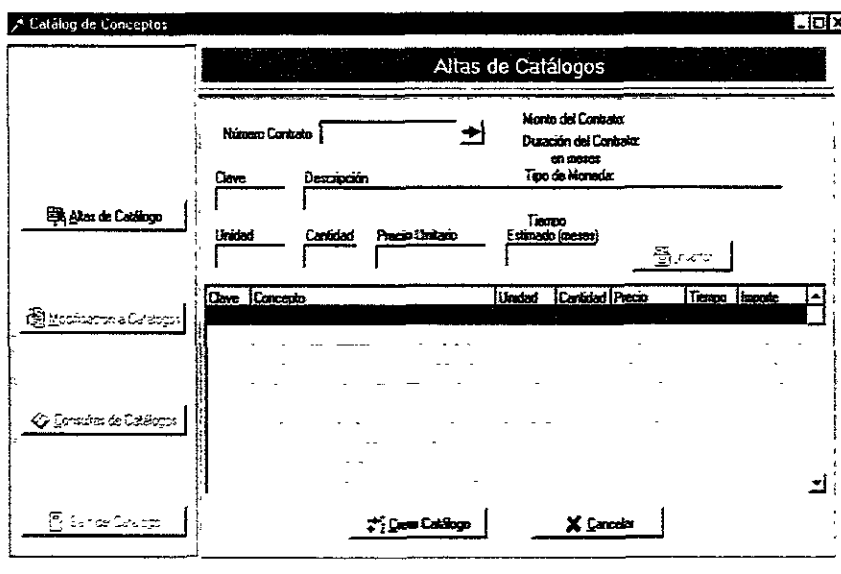 Catálog de Conceptos
Altas de Catálogos
Número Contrato
Monto del Contrato:
Duración del Contrato:
en meses
Tipo de Moneda:
Clave Descripción
Altas de Catálogo
Unidad Cantidad Precio Unitario Tiempo
Estimado (meses)
Clave Concepto Unidad Cantidad Precio Tiempo Importe
Modificacion a Catálogos
Consultas de Catálogos
Crear Catálogo Cancelar